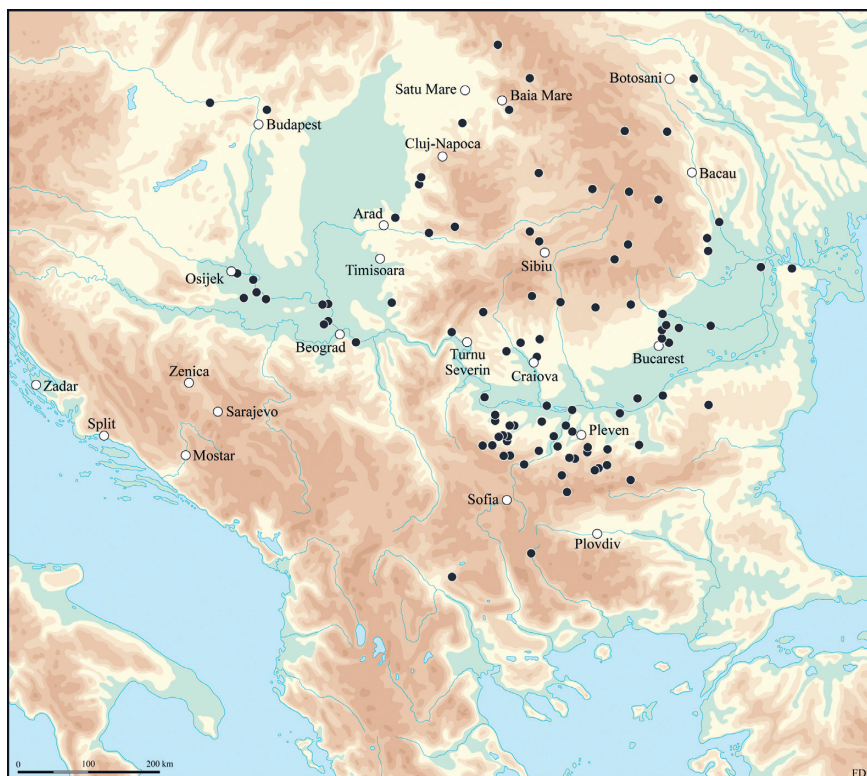 Botosani
Satu Mare
Baia Mare
Budapest
Cluj-Napoca
Bacau
Arad
Sibiu
Timisoara
Osijek
Beograd
Turnu
Severin
Bucarest
Craiova
Zenica
Zadar
Sarajevo
Split
Pleven
Mostar
Sofia
Plovdiv
0 100 200 km
FD